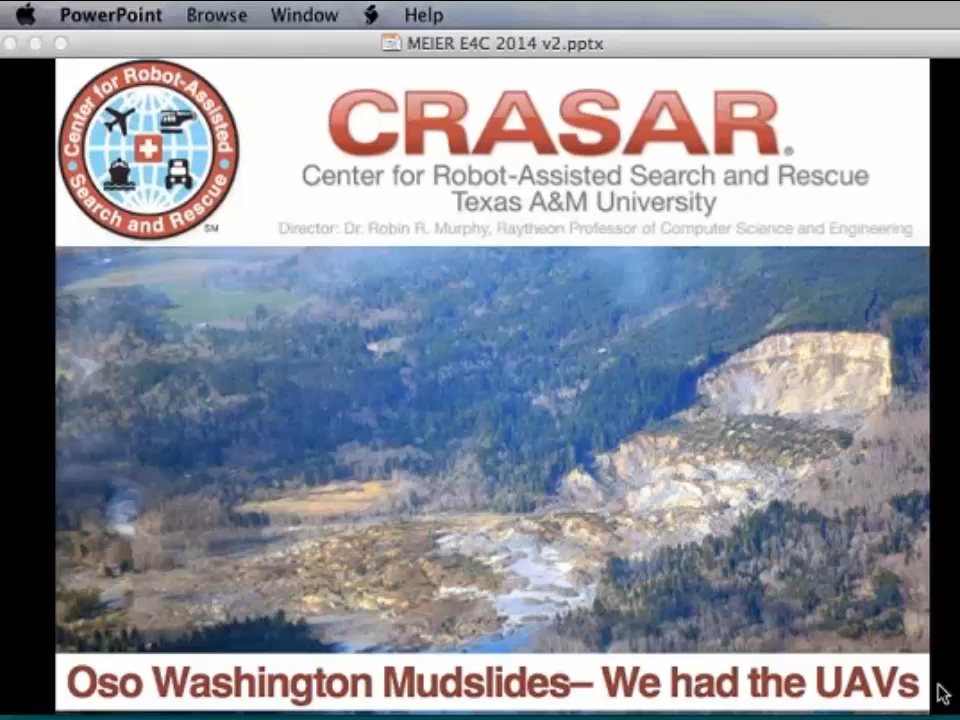 PowerPoint Browse Window Help
MEIER E4C 2014 v2.pptx
Center for Robot-Assisted
Search and Rescue
SM
CRASAR®
Center for Robot-Assisted Search and Rescue
Texas A&M University
Director: Dr. Robin R. Murphy, Raytheon Professor of Computer Science and Engineering
Oso Washington Mudslides– We had the UAVs